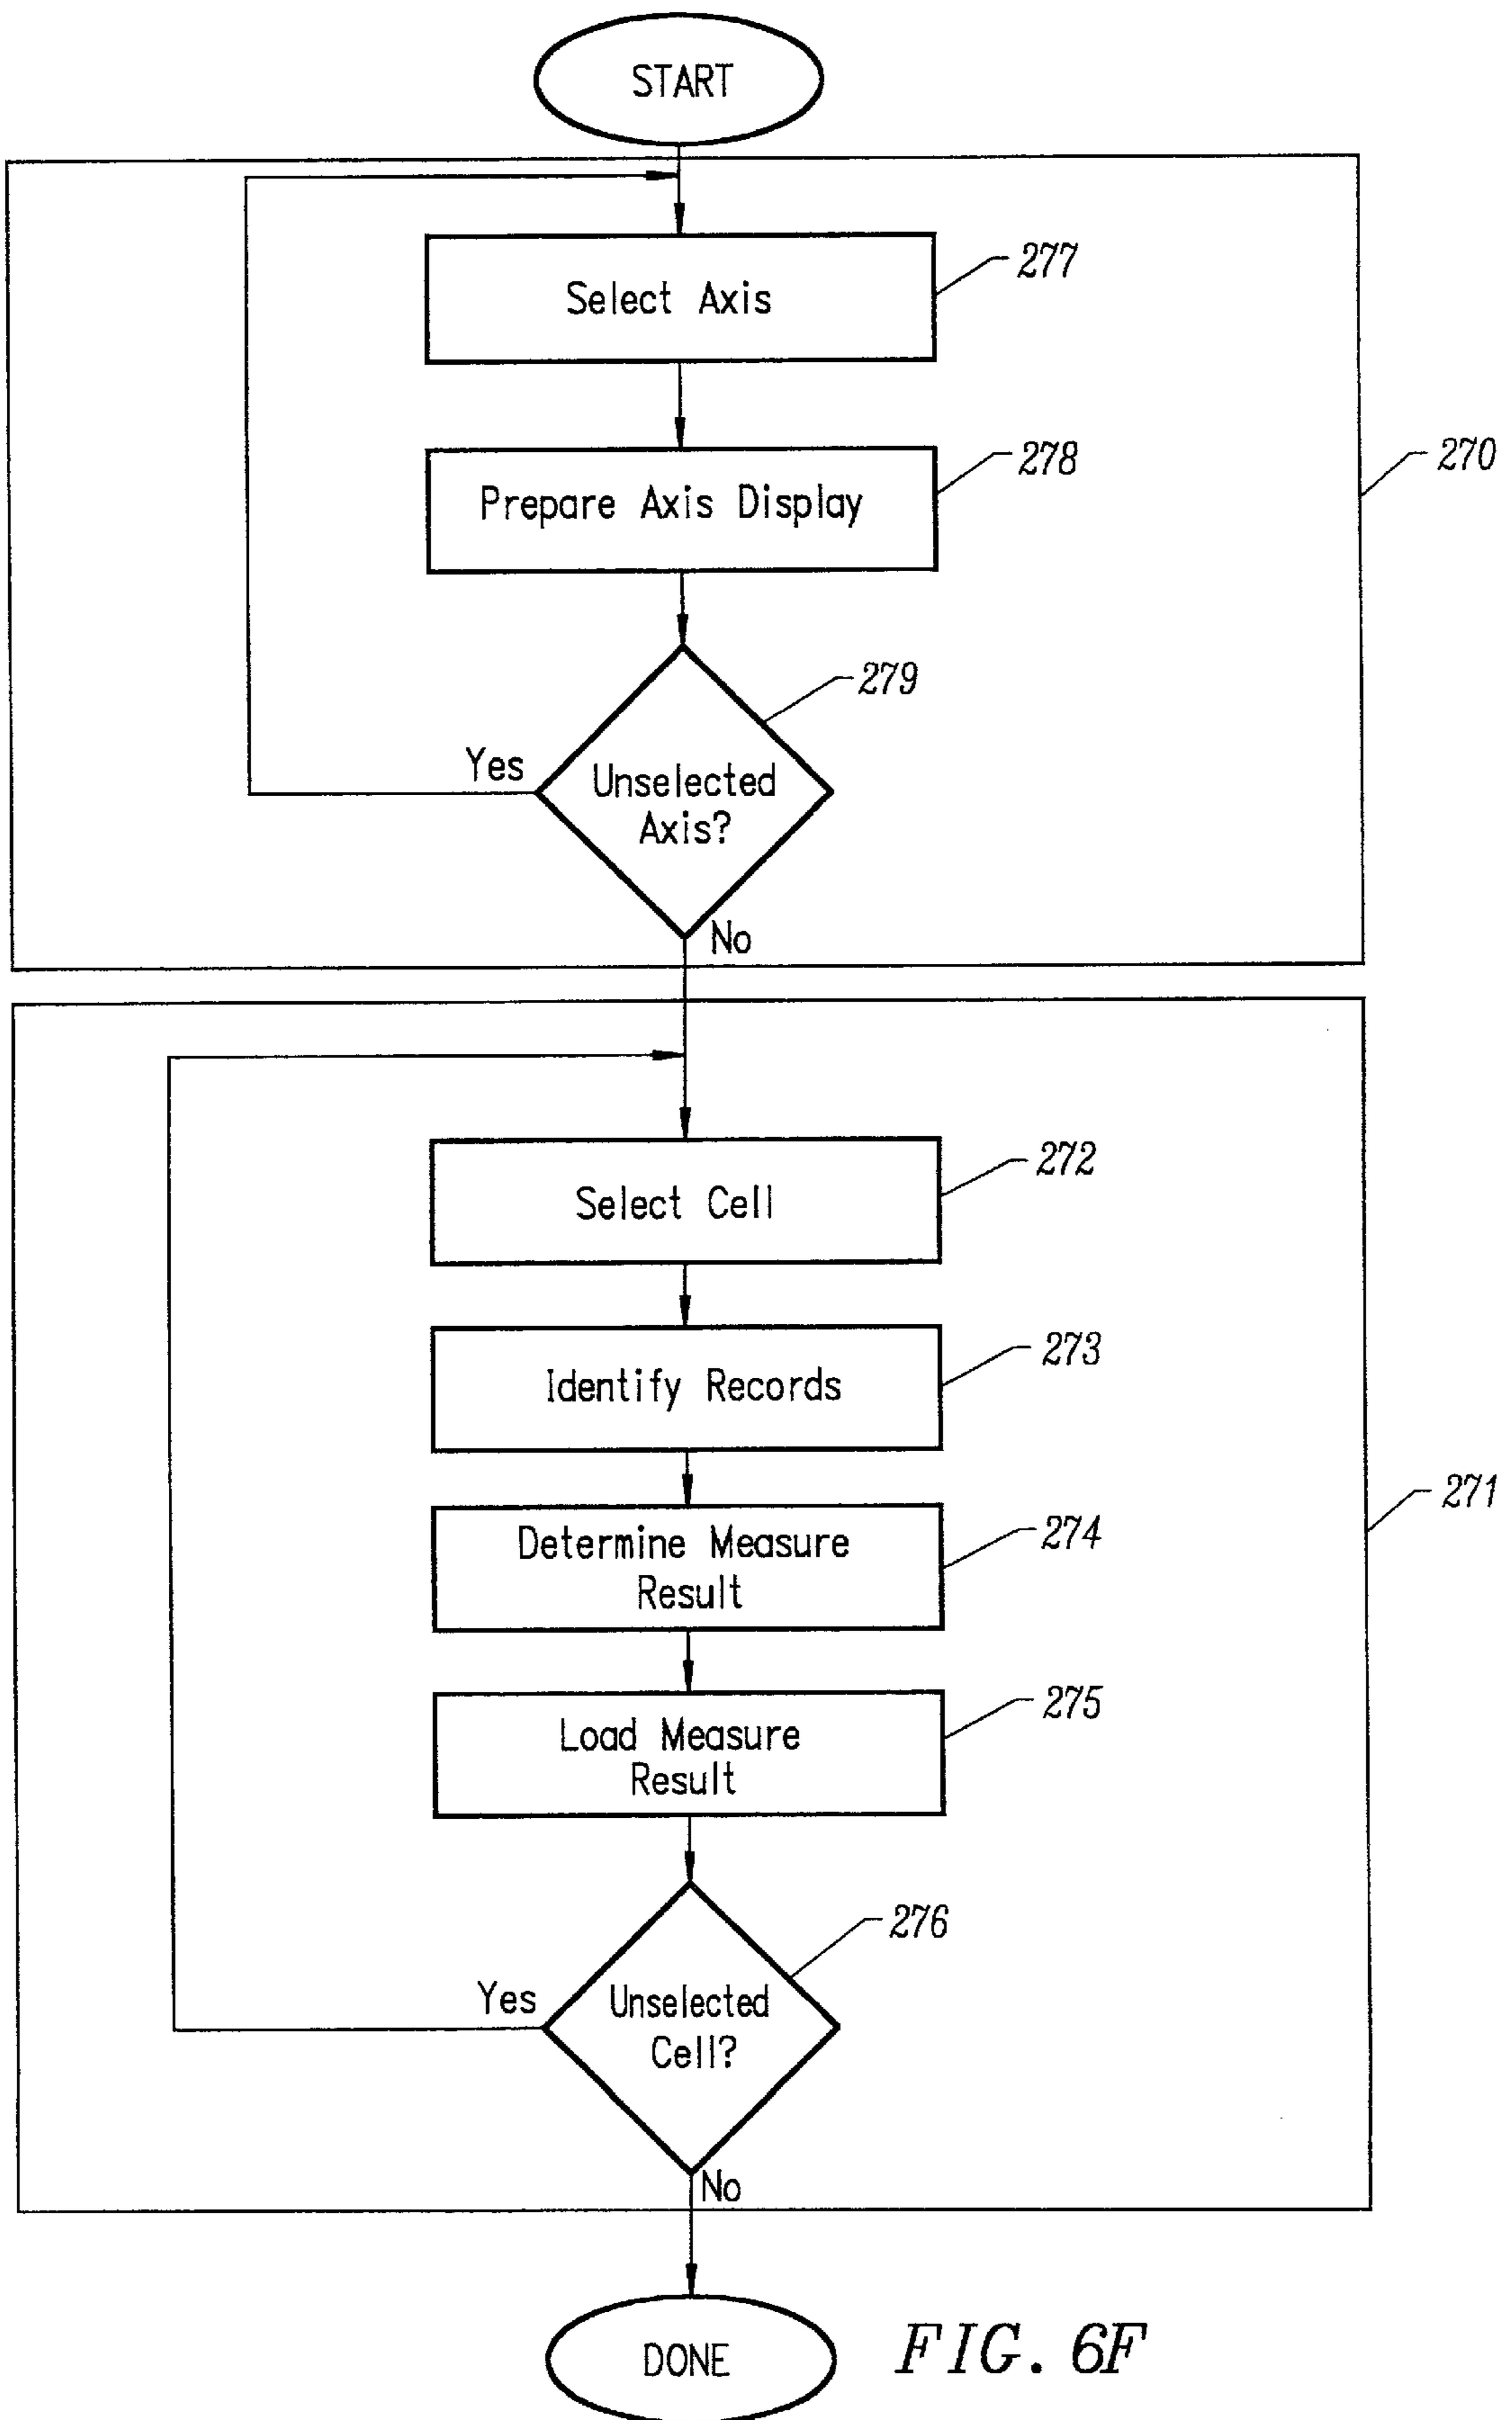 START
277
Select Axis
278
270
Prepare Axis Display
279
Yes
Unselected
Axis?
No
272
Select Cell
273
Identify Records
271
274
Determine Measure
Result
275
Load Measure
Result
276
Yes
Unselected
Cell?
No
DONE
FIG. 6F